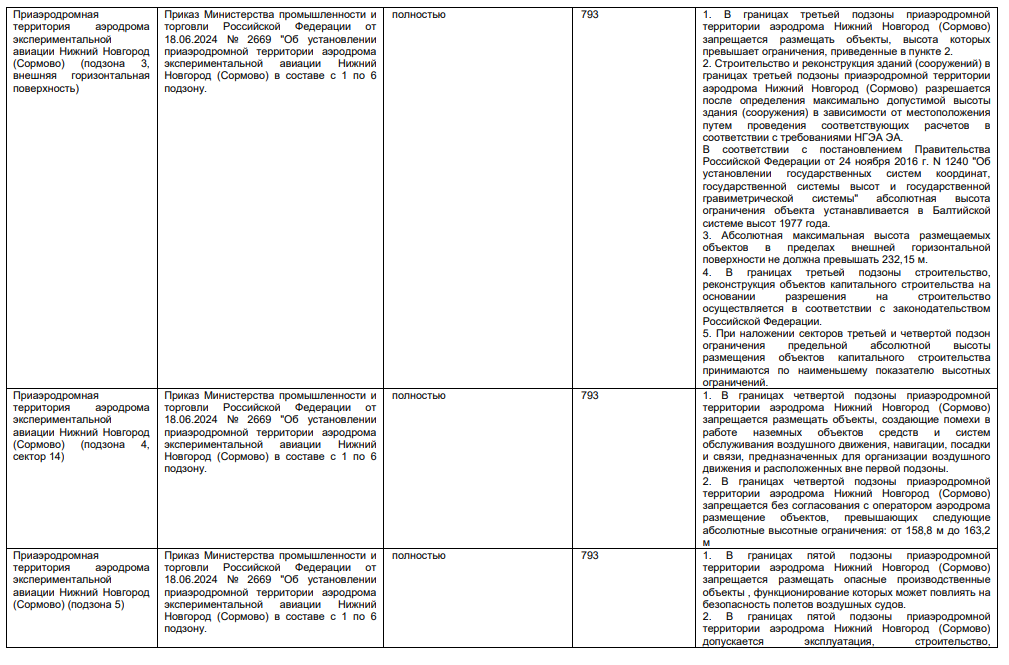 Приаэродромная
территория аэродрома
экспериментальной
авиации Нижний Новгород
(Сормово) (подзона 3,
внешняя горизонтальная
поверхность)
Приказ Министерства промышленности и
торговли Российской Федерации от
18.06.2024 № 2669 "Об установлении
приаэродромной территории аэродрома
экспериментальной авиации Нижний
Новгород (Сормово) в составе с 1 по 6
подзону.
полностью
793
1. В границах третьей подзоны приаэродромной
территории аэродрома Нижний Новгород (Сормово)
запрещается размещать объекты, высота которых
превышает ограничения, приведенные в пункте 2.
2. Строительство и реконструкция зданий (сооружений) в
границах третьей подзоны приаэродромной территории
аэродрома Нижний Новгород (Сормово) разрешается
после определения максимально допустимой высоты
здания (сооружения) в зависимости от местоположения
путем проведения соответствующих расчетов в
соответствии с требованиями НГЭА ЭА.
В соответствии с постановлением Правительства
Российской Федерации от 24 ноября 2016 г. N 1240 "Об
установлении государственных систем координат,
государственной системы высот и государственной
гравиметрической системы" абсолютная высота
ограничения объекта устанавливается в Балтийской
системе высот 1977 года.
3. Абсолютная максимальная высота размещаемых
объектов в пределах внешней горизонтальной
поверхности не должна превышать 232,15 м.
4. В границах третьей подзоны строительство,
реконструкция объектов капитального строительства на
основании разрешения на строительство
осуществляется в соответствии с законодательством
Российской Федерации.
5. При наложении секторов третьей и четвертой подзон
ограничения предельной абсолютной высоты
размещения объектов капитального строительства
принимаются по наименьшему показателю высотных
ограничений.
Приаэродромная
территория аэродрома
экспериментальной
авиации Нижний Новгород
(Сормово) (подзона 4,
сектор 14)
Приказ Министерства промышленности и
торговли Российской Федерации от
18.06.2024 № 2669 "Об установлении
приаэродромной территории аэродрома
экспериментальной авиации Нижний
Новгород (Сормово) в составе с 1 по 6
подзону.
полностью
793
1. В границах четвертой подзоны приаэродромной
территории аэродрома Нижний Новгород (Сормово)
запрещается размещать объекты, создающие помехи в
работе наземных объектов средств и систем
обслуживания воздушного движения, навигации, посадки
и связи, предназначенных для организации воздушного
движения и расположенных вне первой подзоны.
2. В границах четвертой подзоны приаэродромной
территории аэродрома Нижний Новгород (Сормово)
запрещается без согласования с оператором аэродрома
размещение объектов, превышающих следующие
абсолютные высотные ограничения: от 158,8 м до 163,2
м
Приаэродромная
территория аэродрома
экспериментальной
авиации Нижний Новгород
(Сормово) (подзона 5)
Приказ Министерства промышленности и
торговли Российской Федерации от
18.06.2024 № 2669 "Об установлении
приаэродромной территории аэродрома
экспериментальной авиации Нижний
Новгород (Сормово) в составе с 1 по 6
подзону.
полностью
793
1. В границах пятой подзоны приаэродромной
территории аэродрома Нижний Новгород (Сормово)
запрещается размещать опасные производственные
объекты , функционирование которых может повлиять на
безопасность полетов воздушных судов.
2. В границах пятой подзоны приаэродромной
территории аэродрома Нижний Новгород (Сормово)
допускается эксплуатация, строительство,